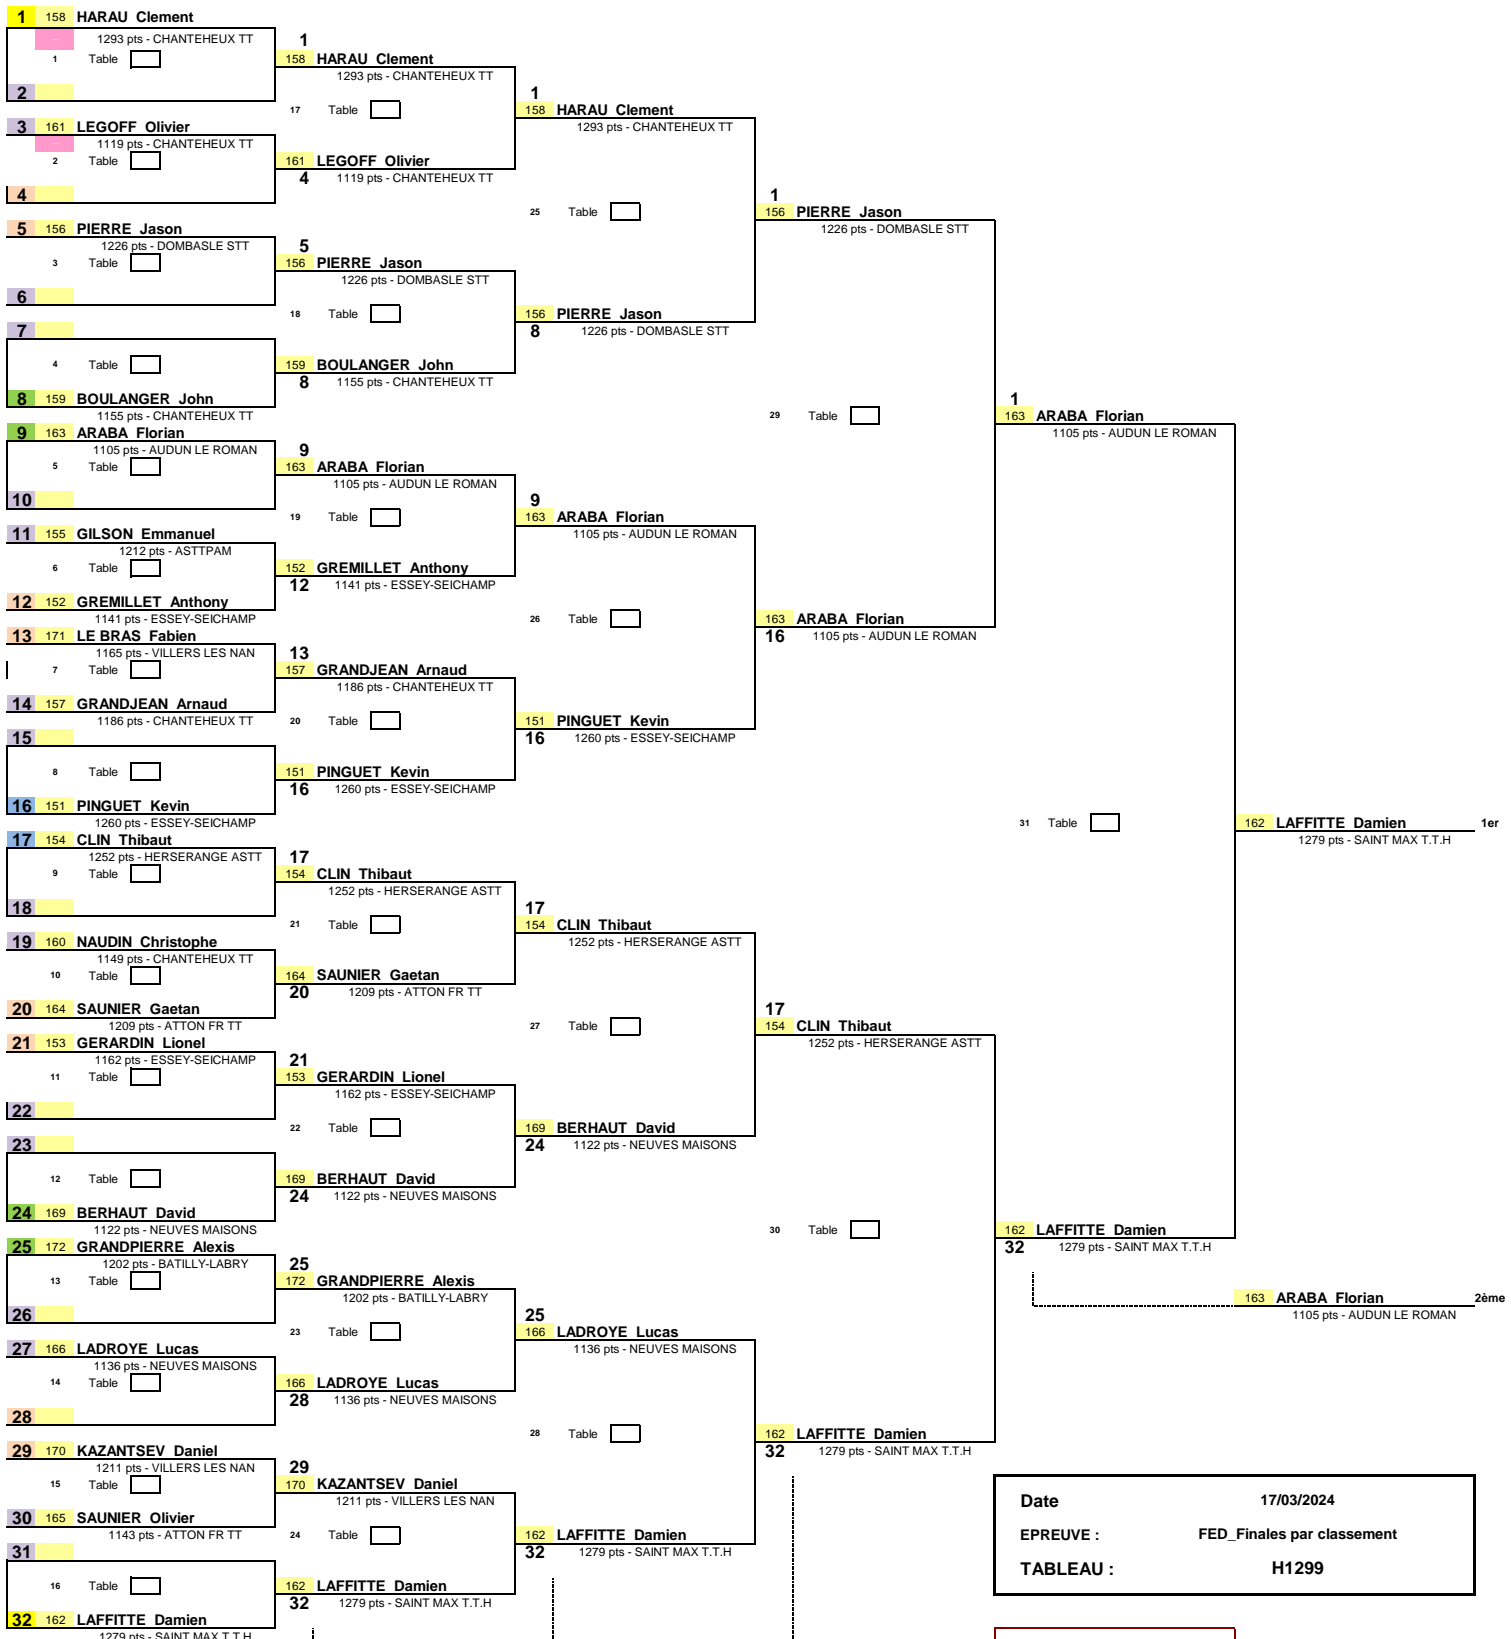 1 158 HARAU Clement
1293 pts - CHANTEHEUX TT
1 Table
2
3 161 LEGOFF Olivier
1119 pts - CHANTEHEUX TT
2 Table
4
5 156 PIERRE Jason
1226 pts - DOMBASLE STT
3 Table
6
7
4 Table
8 159 BOULANGER John
1155 pts - CHANTEHEUX TT
9 163 ARABA Florian
1105 pts - AUDUN LE ROMAN
5 Table
10
11 155 GILSON Emmanuel
1212 pts - ASTTPAM
6 Table
12 152 GREMILLET Anthony
1141 pts - ESSEY-SEICHAMP
13 171 LE BRAS Fabien
1165 pts - VILLERS LES NAN
7 Table
14 157 GRANDJEAN Arnaud
1186 pts - CHANTEHEUX TT
15
8 Table
16 151 PINGUET Kevin
1260 pts - ESSEY-SEICHAMP
17 154 CLIN Thibaut
1252 pts - HERSERANGE ASTT
9 Table
18
19 160 NAUDIN Christophe
1149 pts - CHANTEHEUX TT
10 Table
20 164 SAUNIER Gaetan
1209 pts - ATTON FR TT
21 153 GERARDIN Lionel
1162 pts - ESSEY-SEICHAMP
11 Table
22
23
12 Table
24 169 BERHAUT David
1122 pts - NEUVES MAISONS
25 172 GRANDPIERRE Alexis
1202 pts - BATILLY-LABRY
13 Table
26
27 166 LADROYE Lucas
1136 pts - NEUVES MAISONS
14 Table
28
29 170 KAZANTSEV Daniel
1211 pts - VILLERS LES NAN
15 Table
30 165 SAUNIER Olivier
1143 pts - ATTON FR TT
31
16 Table
32 162 LAFFITTE Damien
1279 pts - SAINT MAX T.T.H
1
158 HARAU Clement
1293 pts - CHANTEHEUX TT
17 Table
161 LEGOFF Olivier
4 1119 pts - CHANTEHEUX TT
5
156 PIERRE Jason
1226 pts - DOMBASLE STT
18 Table
159 BOULANGER John
8 1155 pts - CHANTEHEUX TT
9
163 ARABA Florian
1105 pts - AUDUN LE ROMAN
19 Table
152 GREMILLET Anthony
12 1141 pts - ESSEY-SEICHAMP
13
157 GRANDJEAN Arnaud
1186 pts - CHANTEHEUX TT
20 Table
151 PINGUET Kevin
16 1260 pts - ESSEY-SEICHAMP
17
154 CLIN Thibaut
1252 pts - HERSERANGE ASTT
21 Table
164 SAUNIER Gaetan
20 1209 pts - ATTON FR TT
21
153 GERARDIN Lionel
1162 pts - ESSEY-SEICHAMP
22 Table
169 BERHAUT David
24 1122 pts - NEUVES MAISONS
25
172 GRANDPIERRE Alexis
1202 pts - BATILLY-LABRY
23 Table
166 LADROYE Lucas
28 1136 pts - NEUVES MAISONS
29
170 KAZANTSEV Daniel
1211 pts - VILLERS LES NAN
24 Table
162 LAFFITTE Damien
32 1279 pts - SAINT MAX T.T.H
1
158 HARAU Clement
1293 pts - CHANTEHEUX TT
25 Table
156 PIERRE Jason
8 1226 pts - DOMBASLE STT
9
163 ARABA Florian
1105 pts - AUDUN LE ROMAN
26 Table
151 PINGUET Kevin
16 1260 pts - ESSEY-SEICHAMP
17
154 CLIN Thibaut
1252 pts - HERSERANGE ASTT
27 Table
169 BERHAUT David
24 1122 pts - NEUVES MAISONS
25
166 LADROYE Lucas
1136 pts - NEUVES MAISONS
28 Table
162 LAFFITTE Damien
32 1279 pts - SAINT MAX T.T.H
1
156 PIERRE Jason
1226 pts - DOMBASLE STT
29 Table
163 ARABA Florian
16 1105 pts - AUDUN LE ROMAN
17
154 CLIN Thibaut
1252 pts - HERSERANGE ASTT
30 Table
162 LAFFITTE Damien
32 1279 pts - SAINT MAX T.T.H
1
163 ARABA Florian
1105 pts - AUDUN LE ROMAN
31 Table
162 LAFFITTE Damien
32 1279 pts - SAINT MAX T.T.H
162 LAFFITTE Damien 1er
1279 pts - SAINT MAX T.T.H
163 ARABA Florian 2ème
1105 pts - AUDUN LE ROMAN
Date 17/03/2024
EPREUVE : FED_Finales par classement
TABLEAU : H1299